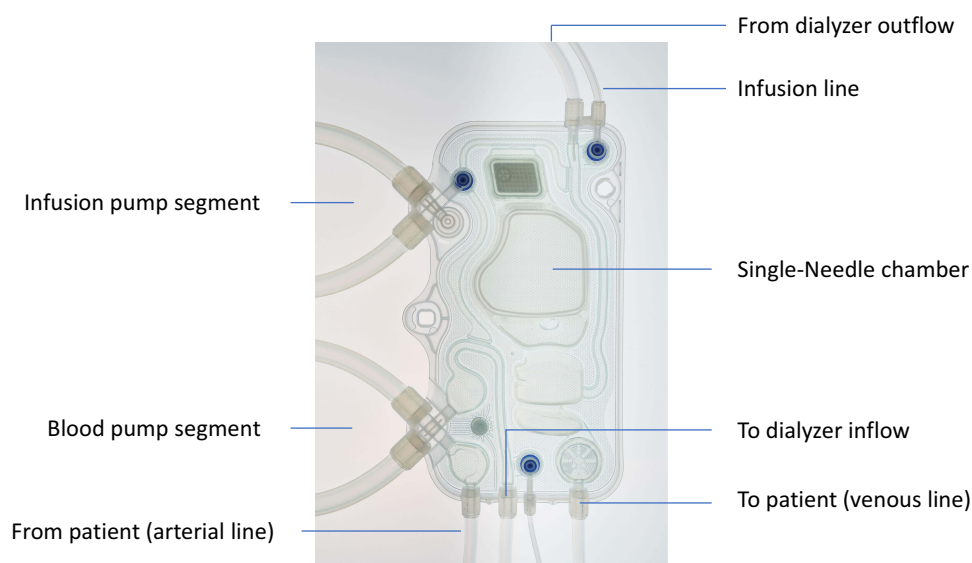 From dialyzer outflow
Infusion line
Infusion pump segment
Single-Needle chamber
Blood pump segment
To dialyzer inflow
To patient (venous line)
From patient (arterial line)